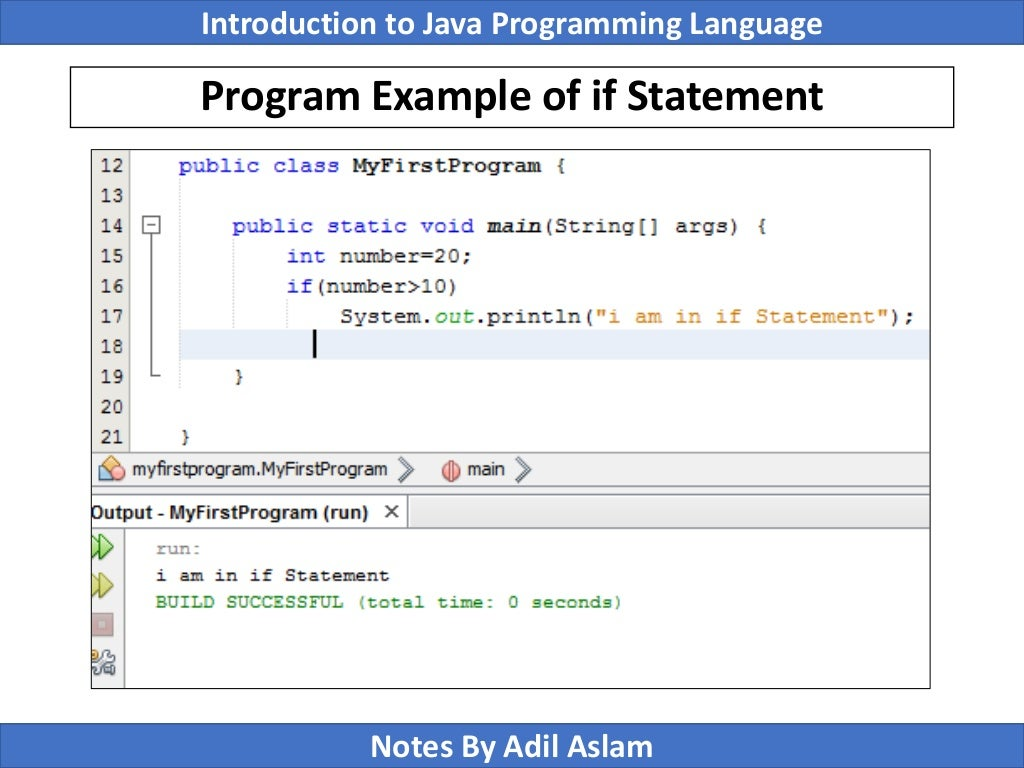 Introduction to Java Programming Language
Program Example of if Statement
12 public class MyFirstProgram {
13
14 public static void main(String[] args) {
15 int number=20;
16 if(number>10)
17 System.out.println("i am in if Statement");
18
19 }
20
21 }
myfirstprogram.MyFirstProgram main
Output - MyFirstProgram (run) ×
run:
i am in if Statement
BUILD SUCCESSFUL (total time: 0 seconds)
Notes By Adil Aslam